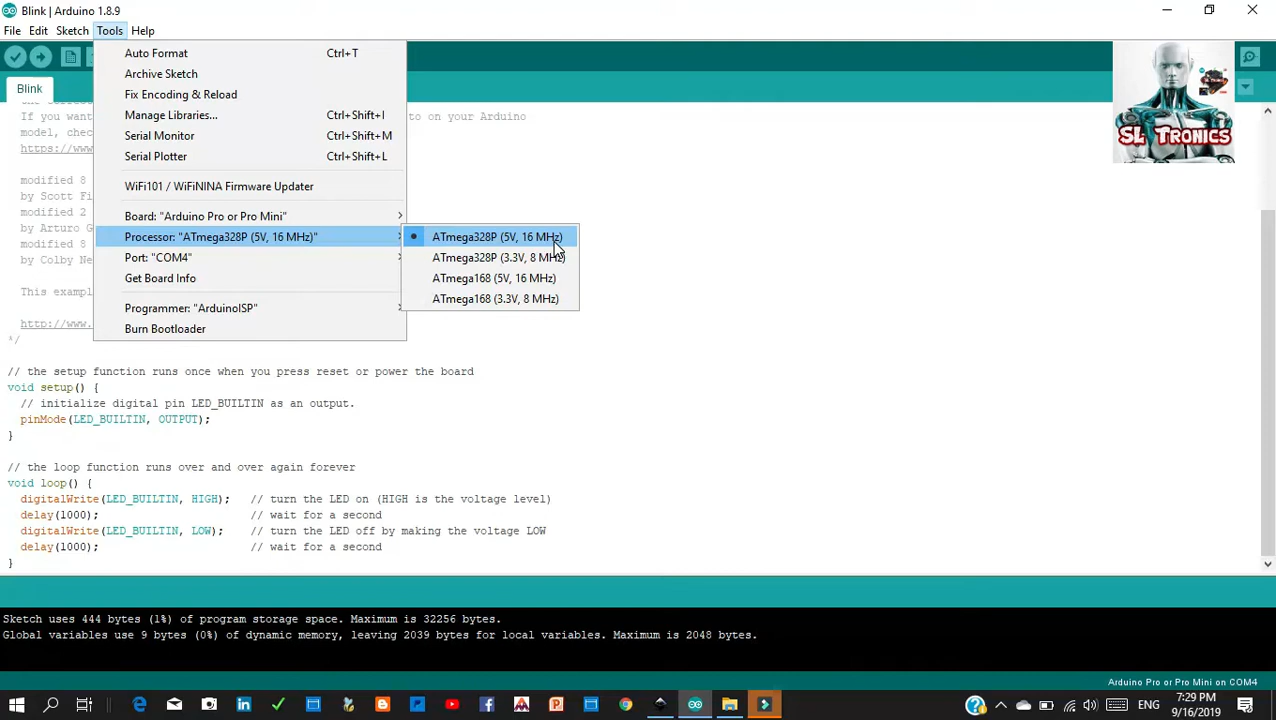 Blink | Arduino 1.8.9
File Edit Sketch Tools Help
SL TRONICS
Blink
Auto Format Ctrl+T
Archive Sketch
Fix Encoding & Reload
Manage Libraries... Ctrl+Shift+I
Serial Monitor Ctrl+Shift+M
Serial Plotter Ctrl+Shift+L
WiFi101 / WiFiNINA Firmware Updater
Board: "Arduino Pro or Pro Mini"
Processor: "ATmega328P (5V, 16 MHz)"
Port: "COM4"
Get Board Info
Programmer: "ArduinoISP"
Burn Bootloader
ATmega328P (5V, 16 MHz)
ATmega328P (3.3V, 8 MHz)
ATmega168 (5V, 16 MHz)
ATmega168 (3.3V, 8 MHz)
If you want to on your Arduino
model, chec
https://www
modified 8
by Scott Fi
modified 2
by Arturo G
modified 8
by Colby Ne
This exampl
http://www.
*/
// the setup function runs once when you press reset or power the board
void setup() {
// initialize digital pin LED_BUILTIN as an output.
pinMode(LED_BUILTIN, OUTPUT);
}
// the loop function runs over and over again forever
void loop() {
digitalWrite(LED_BUILTIN, HIGH); // turn the LED on (HIGH is the voltage level)
delay(1000); // wait for a second
digitalWrite(LED_BUILTIN, LOW); // turn the LED off by making the voltage LOW
delay(1000); // wait for a second
}
Sketch uses 444 bytes (1%) of program storage space. Maximum is 32256 bytes.
Global variables use 9 bytes (0%) of dynamic memory, leaving 2039 bytes for local variables. Maximum is 2048 bytes.
Arduino Pro or Pro Mini on COM4
ENG
7:29 PM
9/16/2019